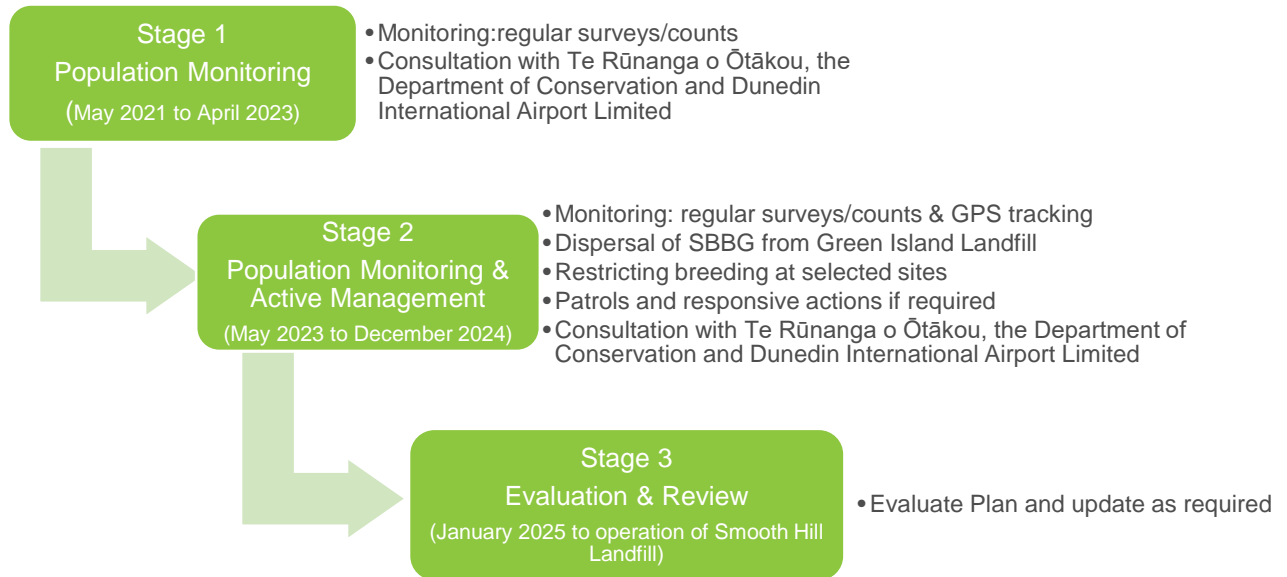 Stage 1
Population Monitoring
(May 2021 to April 2023)
•Monitoring:regular surveys/counts
•Consultation with Te Rūnanga o Ōtākou, the
Department of Conservation and Dunedin
International Airport Limited
Stage 2
Population Monitoring &
Active Management
(May 2023 to December 2024)
•Monitoring: regular surveys/counts & GPS tracking
•Dispersal of SBBG from Green Island Landfill
•Restricting breeding at selected sites
•Patrols and responsive actions if required
•Consultation with Te Rūnanga o Ōtākou, the Department of
Conservation and Dunedin International Airport Limited
Stage 3
Evaluation & Review
(January 2025 to operation of Smooth Hill
Landfill)
•Evaluate Plan and update as required